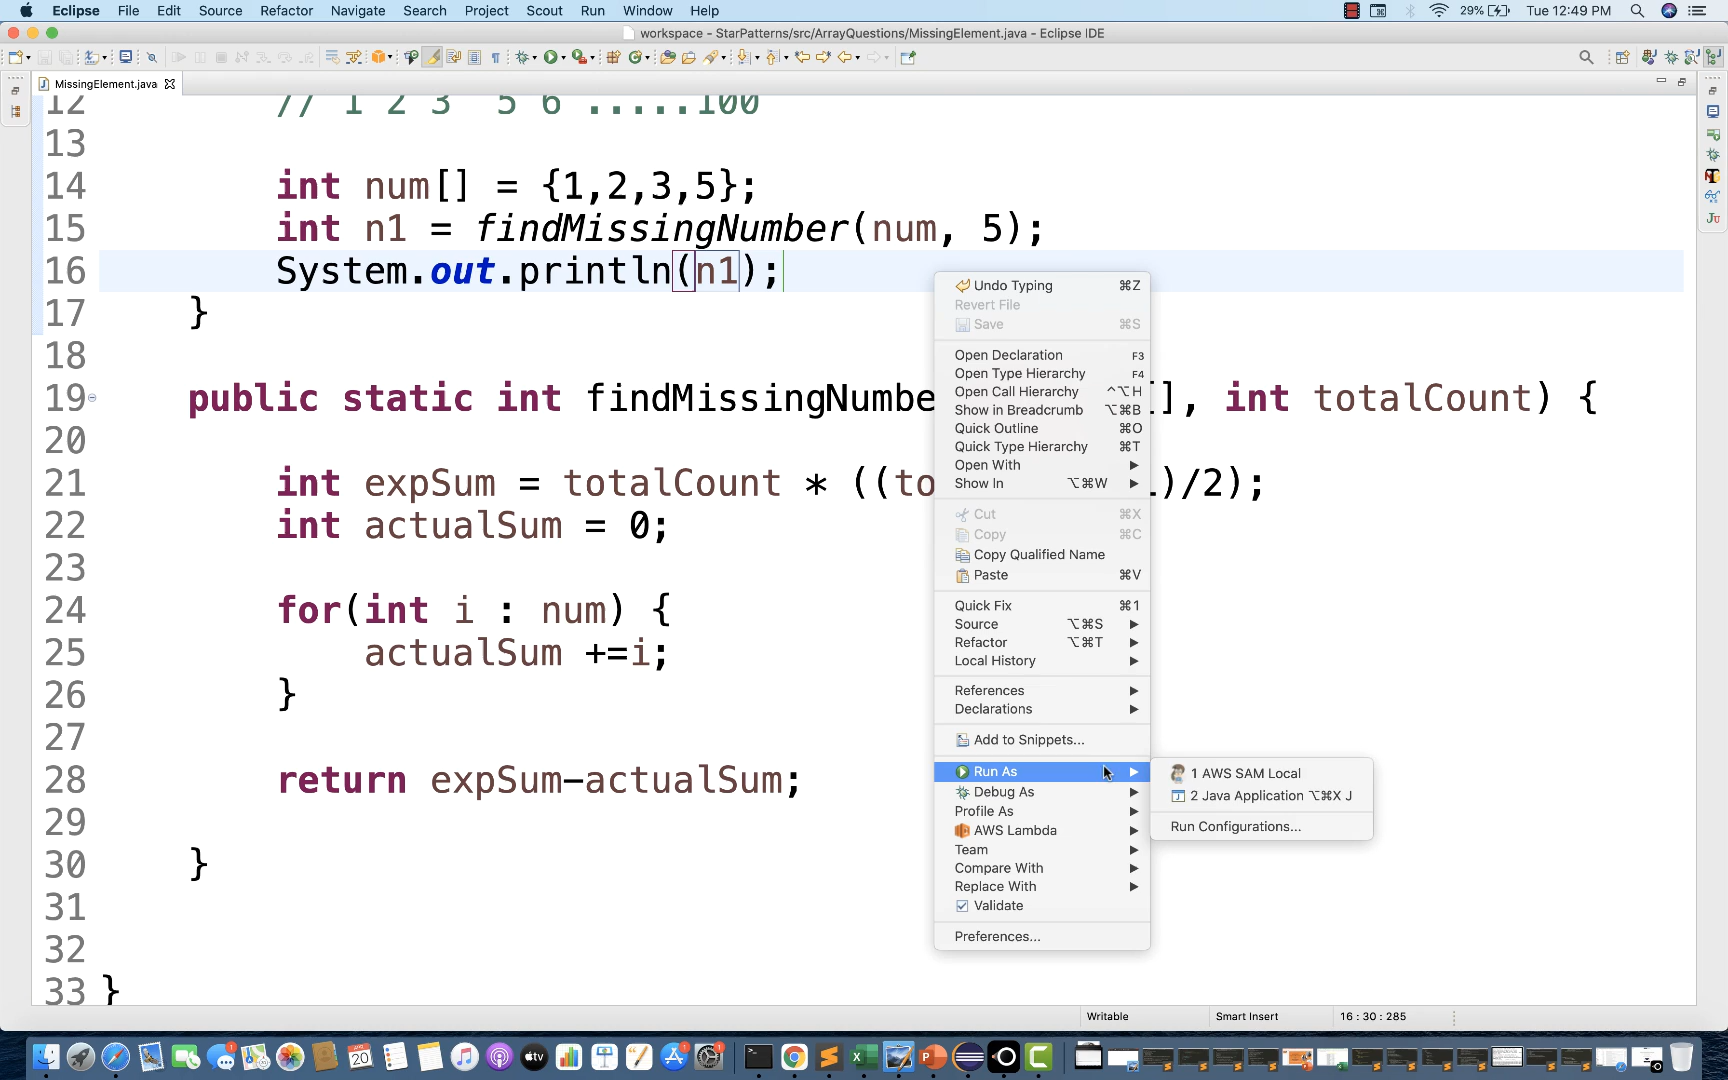 Eclipse File Edit Source Refactor Navigate Search Project Scout Run Window Help 29% Tue 12:49 PM
workspace - StarPatterns/src/ArrayQuestions/MissingElement.java - Eclipse IDE
MissingElement.java
12 // 1 2 3 5 6 .....100
13
14 int num[] = {1,2,3,5};
15 int n1 = findMissingNumber(num, 5);
16 System.out.println(n1);
17 }
18
19 public static int findMissingNumbe [], int totalCount) {
20
21 int expSum = totalCount * ((to )/2);
22 int actualSum = 0;
23
24 for(int i : num) {
25 actualSum +=i;
26 }
27
28 return expSum-actualSum;
29
30 }
31
32
33 }
Undo Typing ⌘Z
Revert File
Save ⌘S
Open Declaration F3
Open Type Hierarchy F4
Open Call Hierarchy ^⌥H
Show in Breadcrumb ⌥⌘B
Quick Outline ⌘O
Quick Type Hierarchy ⌘T
Open With
Show In ⌥⌘W
Cut ⌘X
Copy ⌘C
Copy Qualified Name
Paste ⌘V
Quick Fix ⌘1
Source ⌥⌘S
Refactor ⌥⌘T
Local History
References
Declarations
Add to Snippets...
Run As
Debug As
Profile As
AWS Lambda
Team
Compare With
Replace With
Validate
Preferences...
1 AWS SAM Local
2 Java Application ⌥⌘X J
Run Configurations...
Writable Smart Insert 16 : 30 : 285